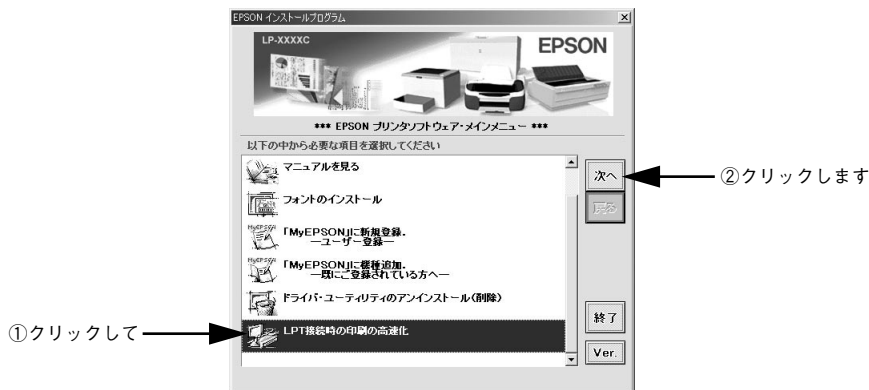 EPSON インストールプログラム
LP-XXXXC
EPSON
*** EPSON プリンタソフトウェア・メインメニュー ***
以下の中から必要な項目を選択してください
マニュアルを見る
フォントのインストール
MyEPSON
「MyEPSON」に新規登録.
―ユーザー登録―
MyEPSON
「MyEPSON」に機種追加.
―既にご登録されている方へ―
ドライバ・ユーティリティのアンインストール(削除)
LPT接続時の印刷の高速化
次へ
戻る
終了
Ver.
①クリックして
②クリックします